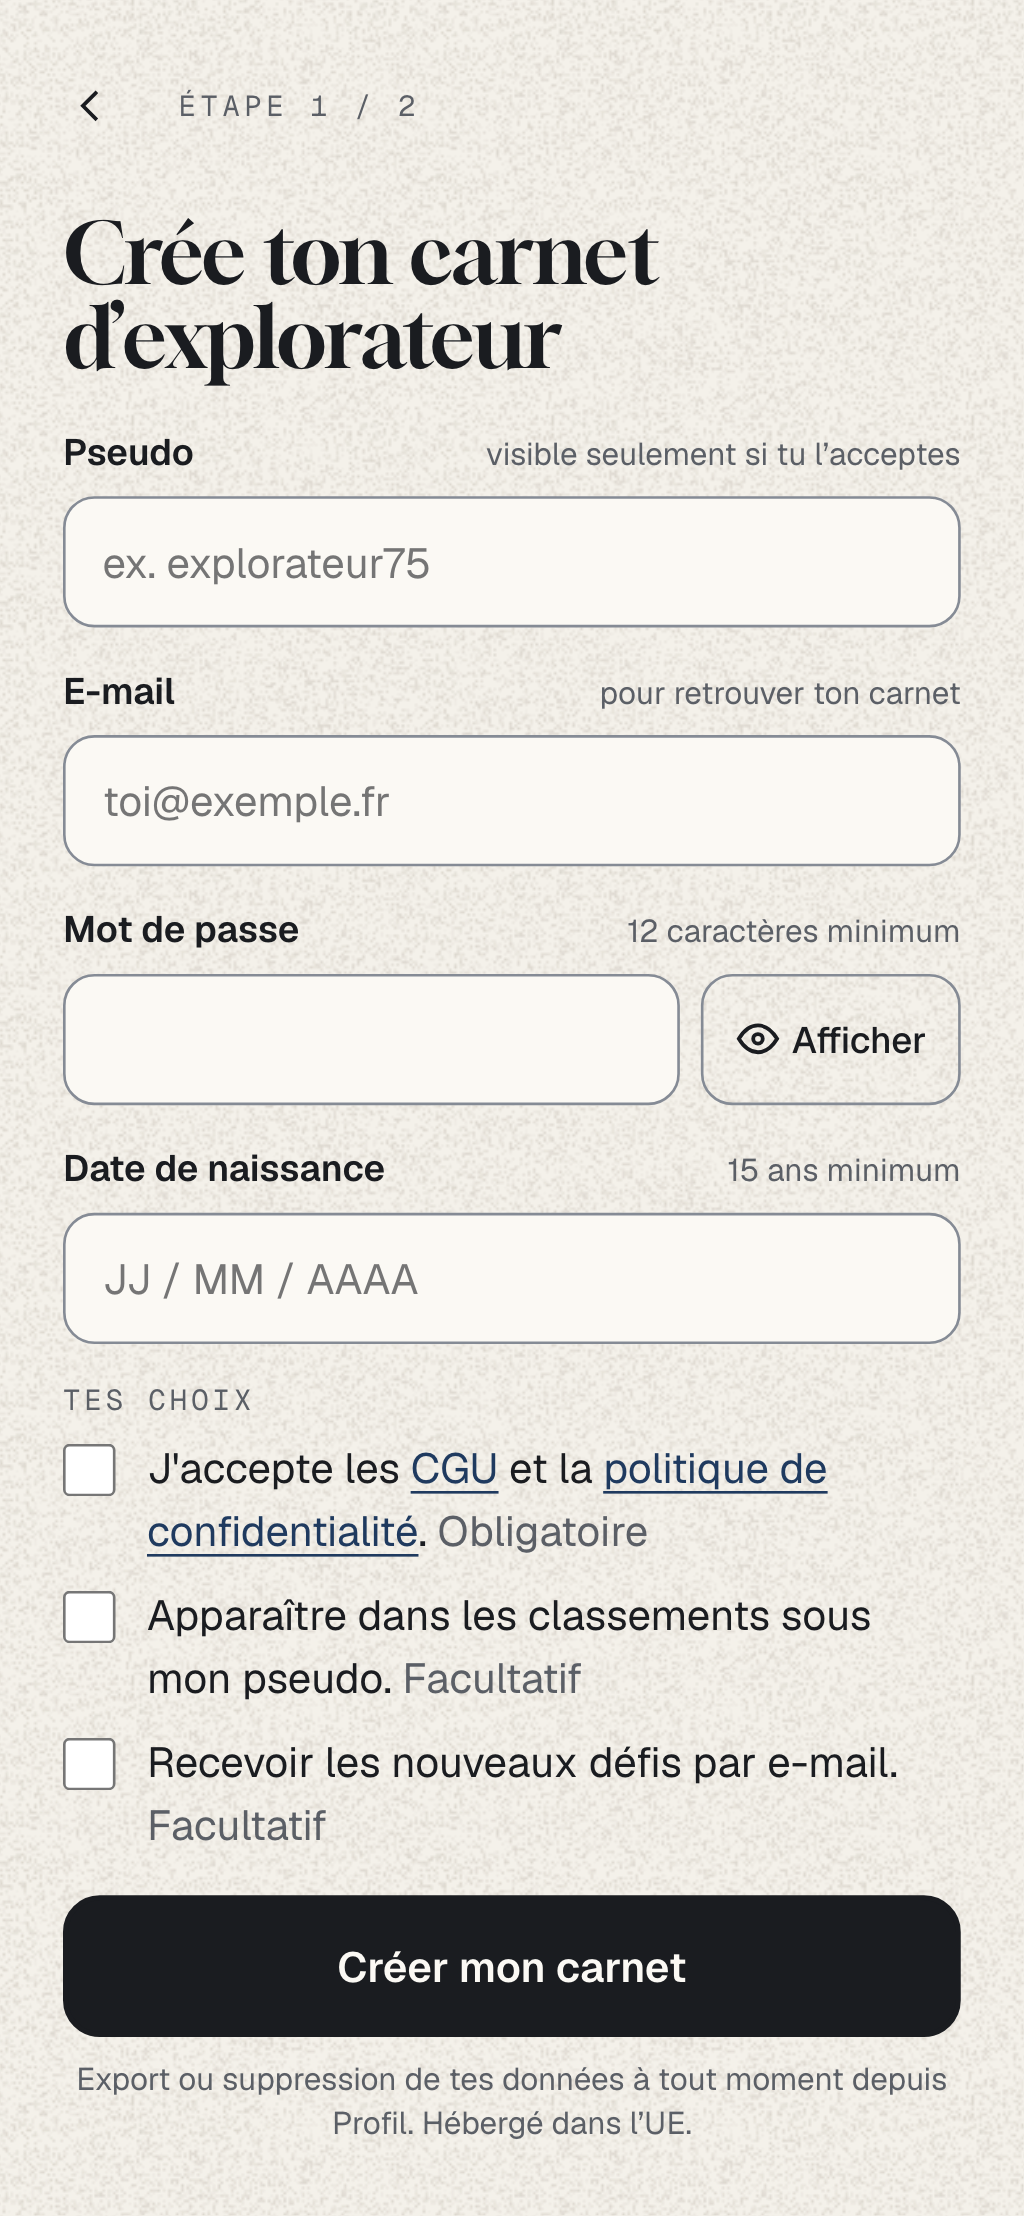 ÉTAPE 1 / 2
Crée ton carnet
d’explorateur
Pseudo
visible seulement si tu l’acceptes
ex. explorateur75
E-mail
pour retrouver ton carnet
toi@exemple.fr
Mot de passe
12 caractères minimum
Afficher
Date de naissance
15 ans minimum
JJ / MM / AAAA
TES CHOIX
J'accepte les CGU et la politique de
confidentialité. Obligatoire
Apparaître dans les classements sous
mon pseudo. Facultatif
Recevoir les nouveaux défis par e-mail.
Facultatif
Créer mon carnet
Export ou suppression de tes données à tout moment depuis
Profil. Hébergé dans l’UE.